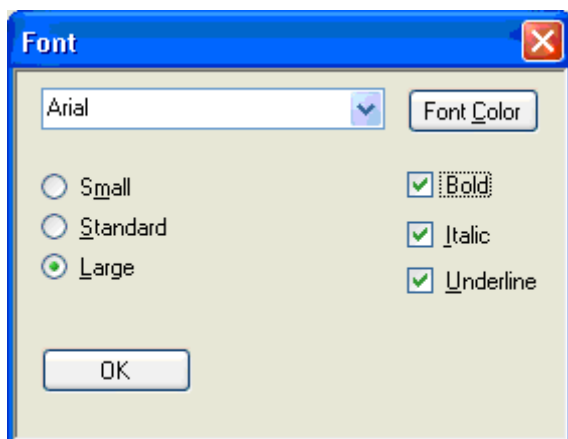 Font
Arial
Font Color
Small
Bold
Standard
Italic
Large
Underline
OK